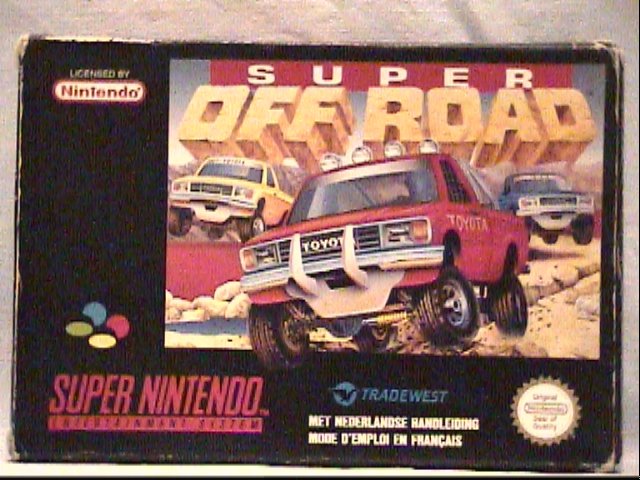 LICENSED BY
Nintendo
SUPER
OFF ROAD
TOYOTA
TOYOTA
SUPER NINTENDO
ENTERTAINMENT SYSTEM
TRADEWEST
MET NEDERLANDSE HANDLEIDING
MODE D'EMPLOI EN FRANÇAIS
Original
Nintendo
Seal of
Quality